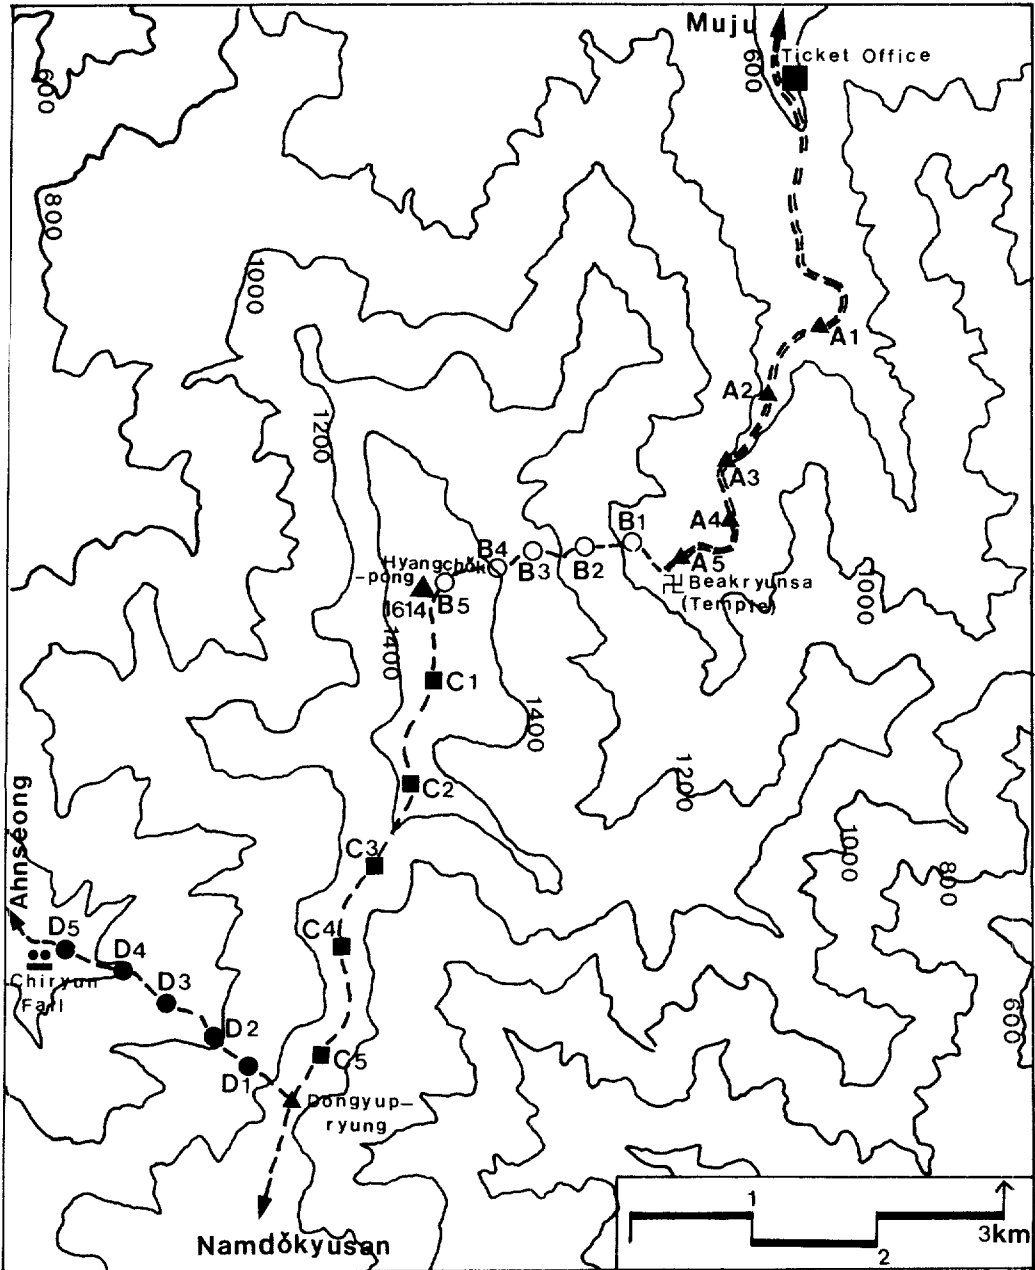 Muju
Ticket Office
600
600
800
1000
A1
A2
1200
A3
A4
B1
B4
Hyangchŏk
-pong
B3
B2
A5
1614
B5
Beakryunsa
(Temple)
1000
1400
C1
1400
C2
1200
Ahnseong
C3
1000
800
D5
C4
D4
Chiryun
Fall
D3
D2
600
C5
D1
Dongyup-
ryung
1
3km
2
Namdŏkyusan